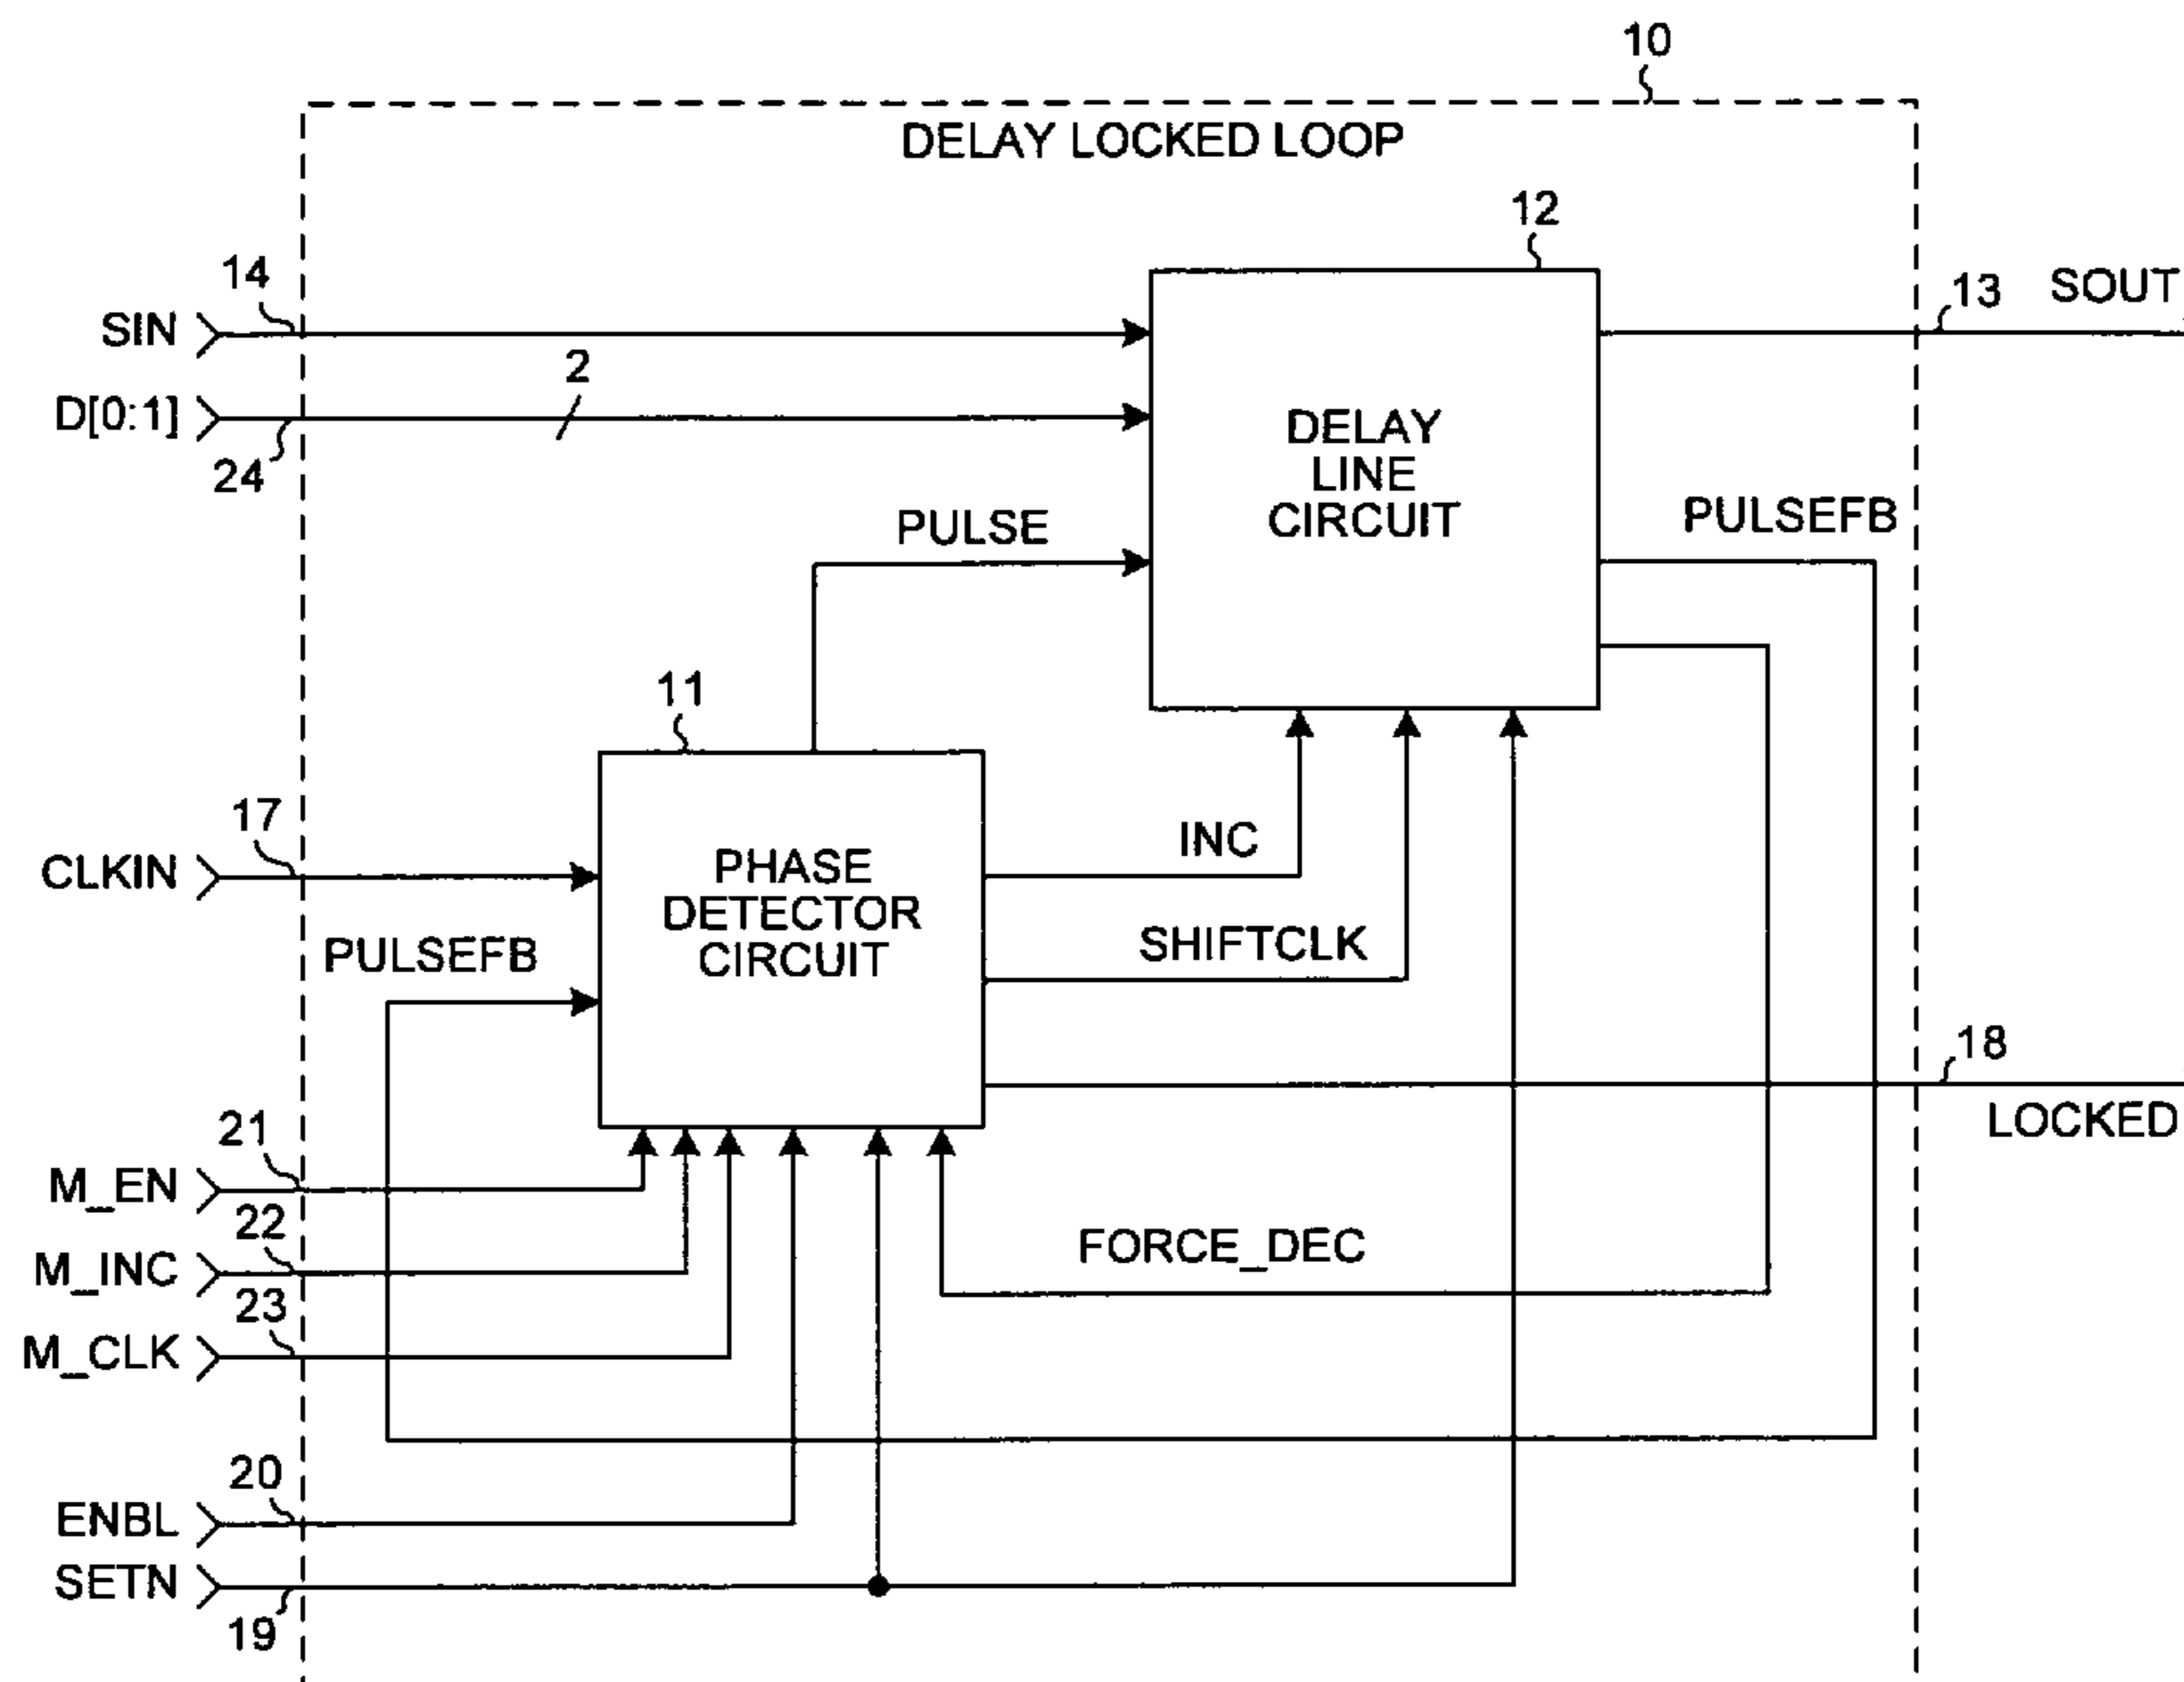 10
DELAY LOCKED LOOP
12
14
SIN
13
SOUT
2
D[0:1]
24
DELAY
LINE
CIRCUIT
PULSE
PULSEFB
11
17
CLKIN
PHASE
DETECTOR
CIRCUIT
INC
PULSEFB
SHIFTCLK
18
LOCKED
21
M_EN
22
M_INC
FORCE_DEC
23
M_CLK
20
ENBL
SETN
19